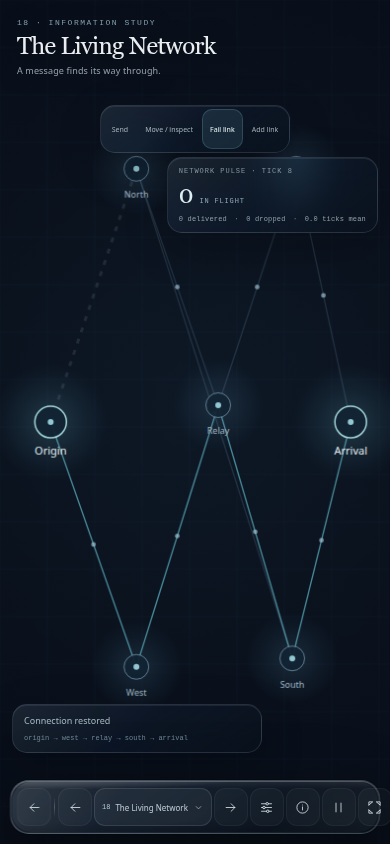 18 · INFORMATION STUDY
The Living Network
A message finds its way through.
Send Move / inspect Fail link Add link
NETWORK PULSE · TICK 8
0 IN FLIGHT
0 delivered · 0 dropped · 0.0 ticks mean
North
Relay
Origin
Arrival
West
South
Connection restored
origin → west → relay → south → arrival
18 The Living Network